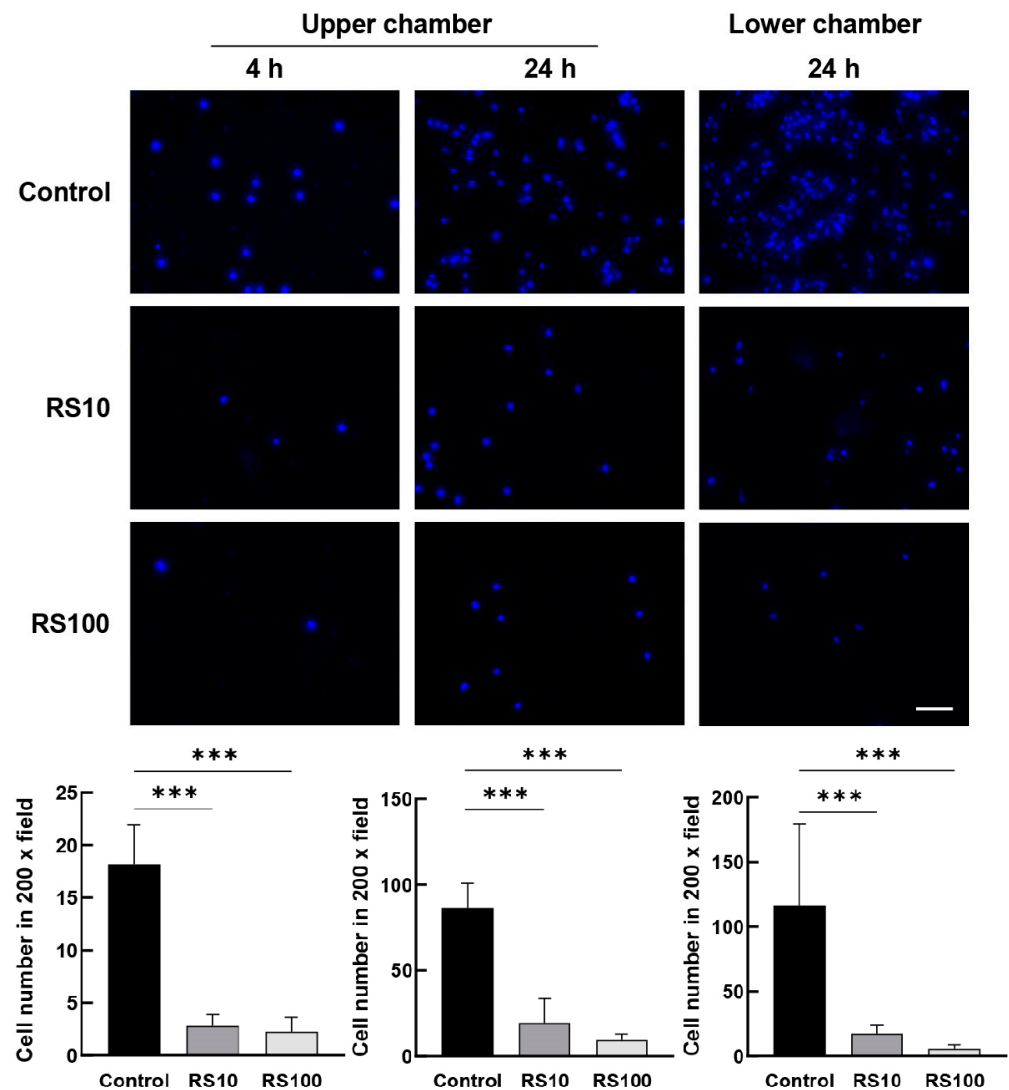 Upper chamber Lower chamber
4 h 24 h 24 h
Control
RS10
RS100
*** *** ***
*** *** ***
Cell number in 200 x field
25
20
15
10
5
0
Control RS10 RS100
Cell number in 200 x field
150
100
50
0
Control RS10 RS100
Cell number in 200 x field
200
150
100
50
0
Control RS10 RS100